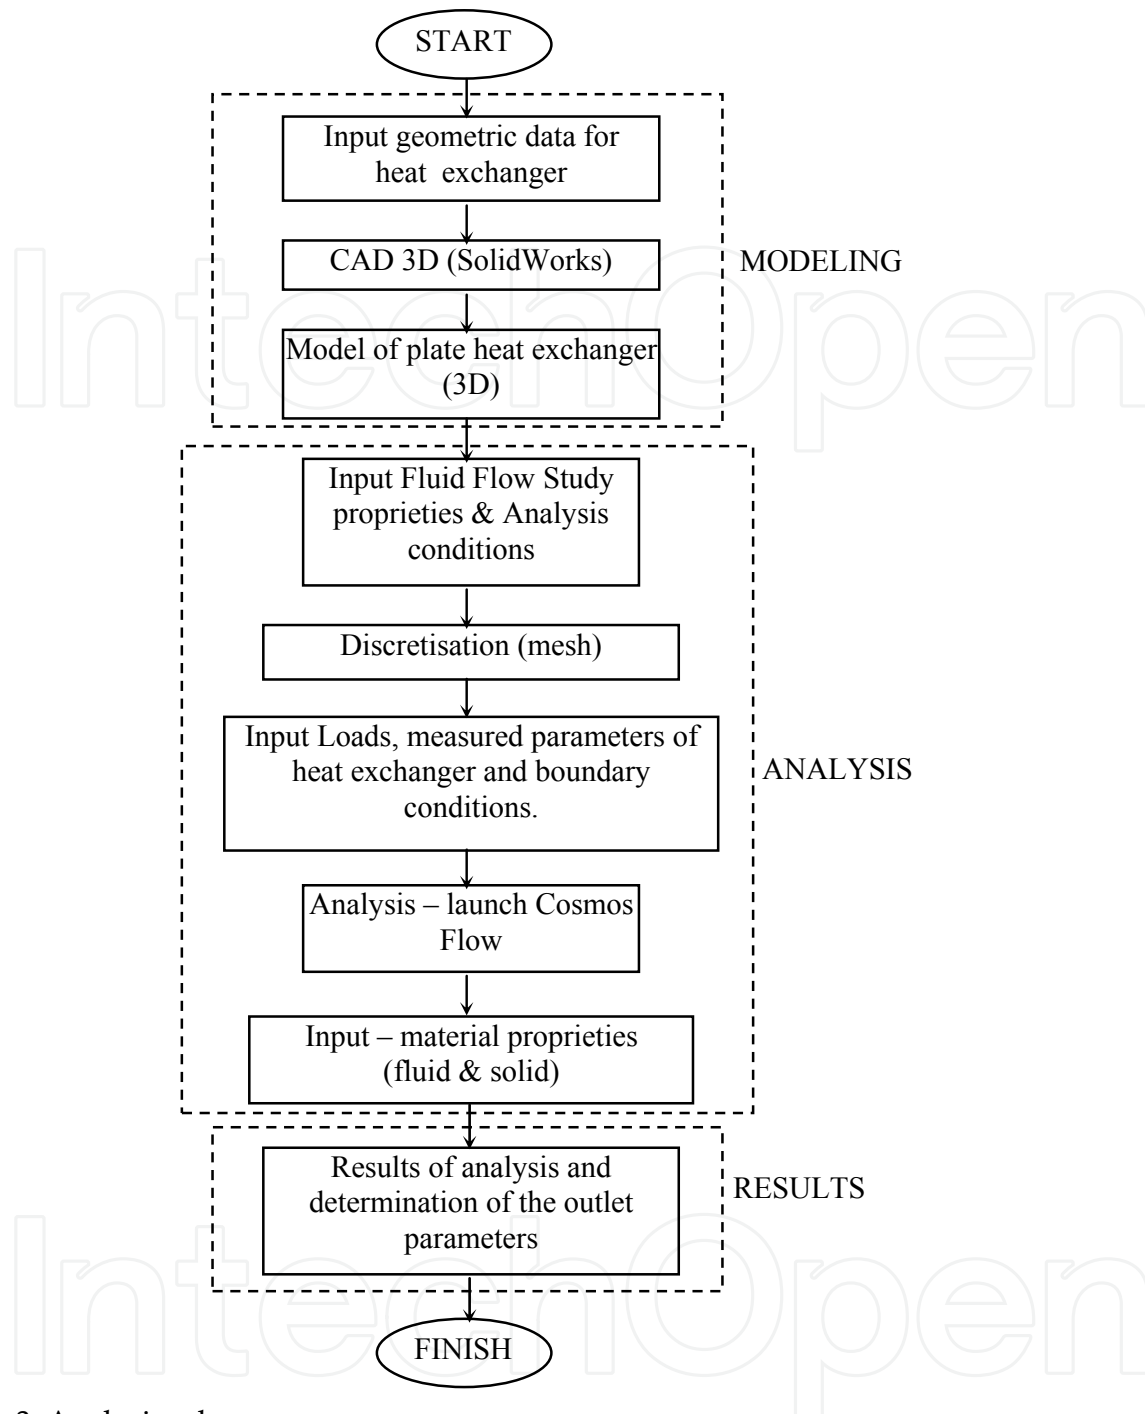 START
Input geometric data for
heat exchanger
CAD 3D (SolidWorks)
MODELING
Model of plate heat exchanger
(3D)
Input Fluid Flow Study
proprieties & Analysis
conditions
Discretisation (mesh)
Input Loads, measured parameters of
heat exchanger and boundary
conditions.
ANALYSIS
Analysis – launch Cosmos
Flow
Input – material proprieties
(fluid & solid)
Results of analysis and
determination of the outlet
parameters
RESULTS
FINISH
IntechOpen
IntechOpen